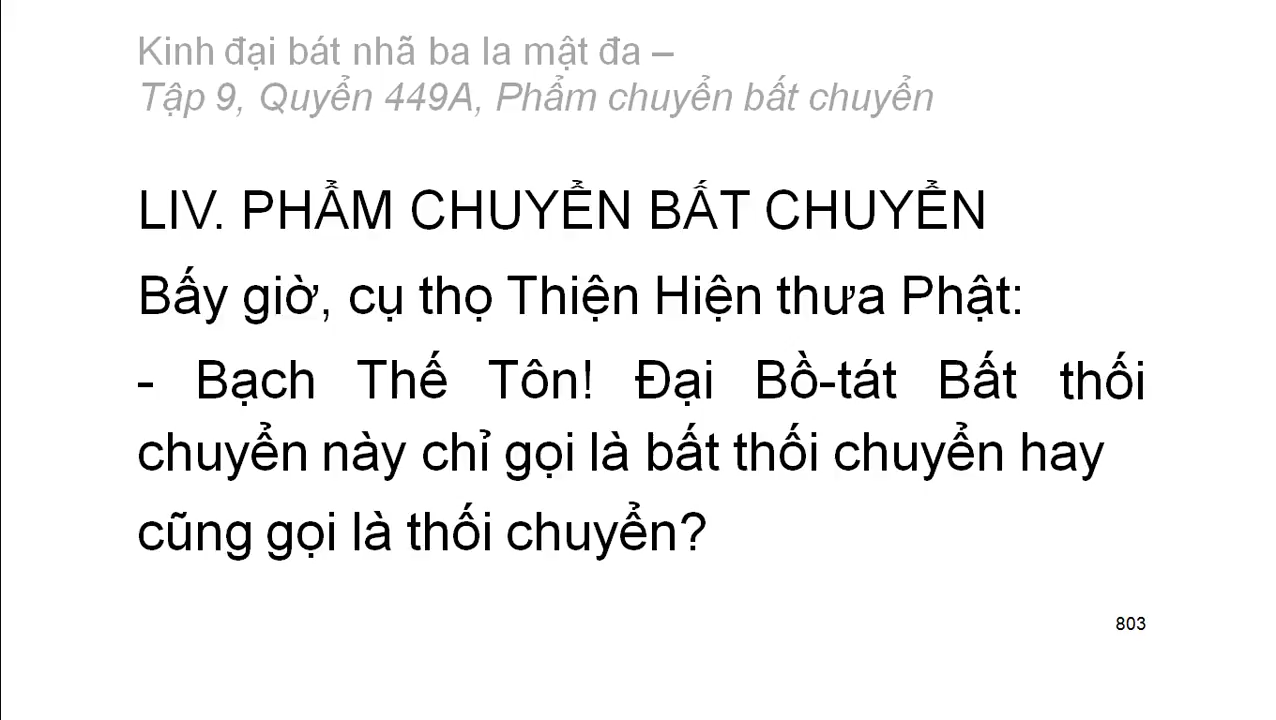 Kinh đại bát nhã ba la mật đa –
Tập 9, Quyển 449A, Phẩm chuyển bất chuyển
LIV. PHẨM CHUYỂN BẤT CHUYỂN
Bấy giờ, cụ thọ Thiện Hiện thưa Phật:
- Bạch Thế Tôn! Đại Bồ-tát Bất thối
chuyển này chỉ gọi là bất thối chuyển hay
cũng gọi là thối chuyển?
803